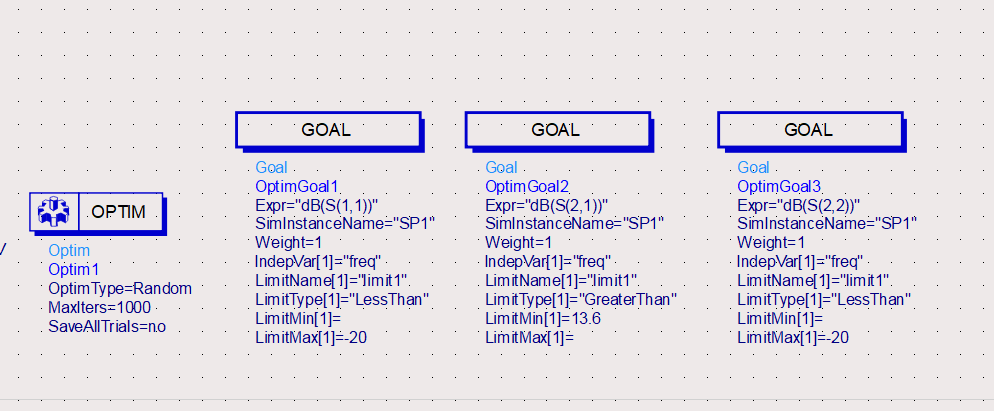 GOAL
Goal
OptimGoal1
Expr="dB(S(1,1))"
SimInstanceName="SP1"
Weight=1
IndepVar[1]="freq"
LimitName[1]="limit1"
LimitType[1]="LessThan"
LimitMin[1]=
LimitMax[1]=-20
GOAL
Goal
OptimGoal2
Expr="dB(S(2,1))"
SimInstanceName="SP1"
Weight=1
IndepVar[1]="freq"
LimitName[1]="limit1"
LimitType[1]="GreaterThan"
LimitMin[1]=13.6
LimitMax[1]=
GOAL
Goal
OptimGoal3
Expr="dB(S(2,2))"
SimInstanceName="SP1"
Weight=1
IndepVar[1]="freq"
LimitName[1]="limit1"
LimitType[1]="LessThan"
LimitMin[1]=
LimitMax[1]=-20
OPTIM
Optim
Optim1
OptimType=Random
MaxIters=1000
SaveAllTrials=no